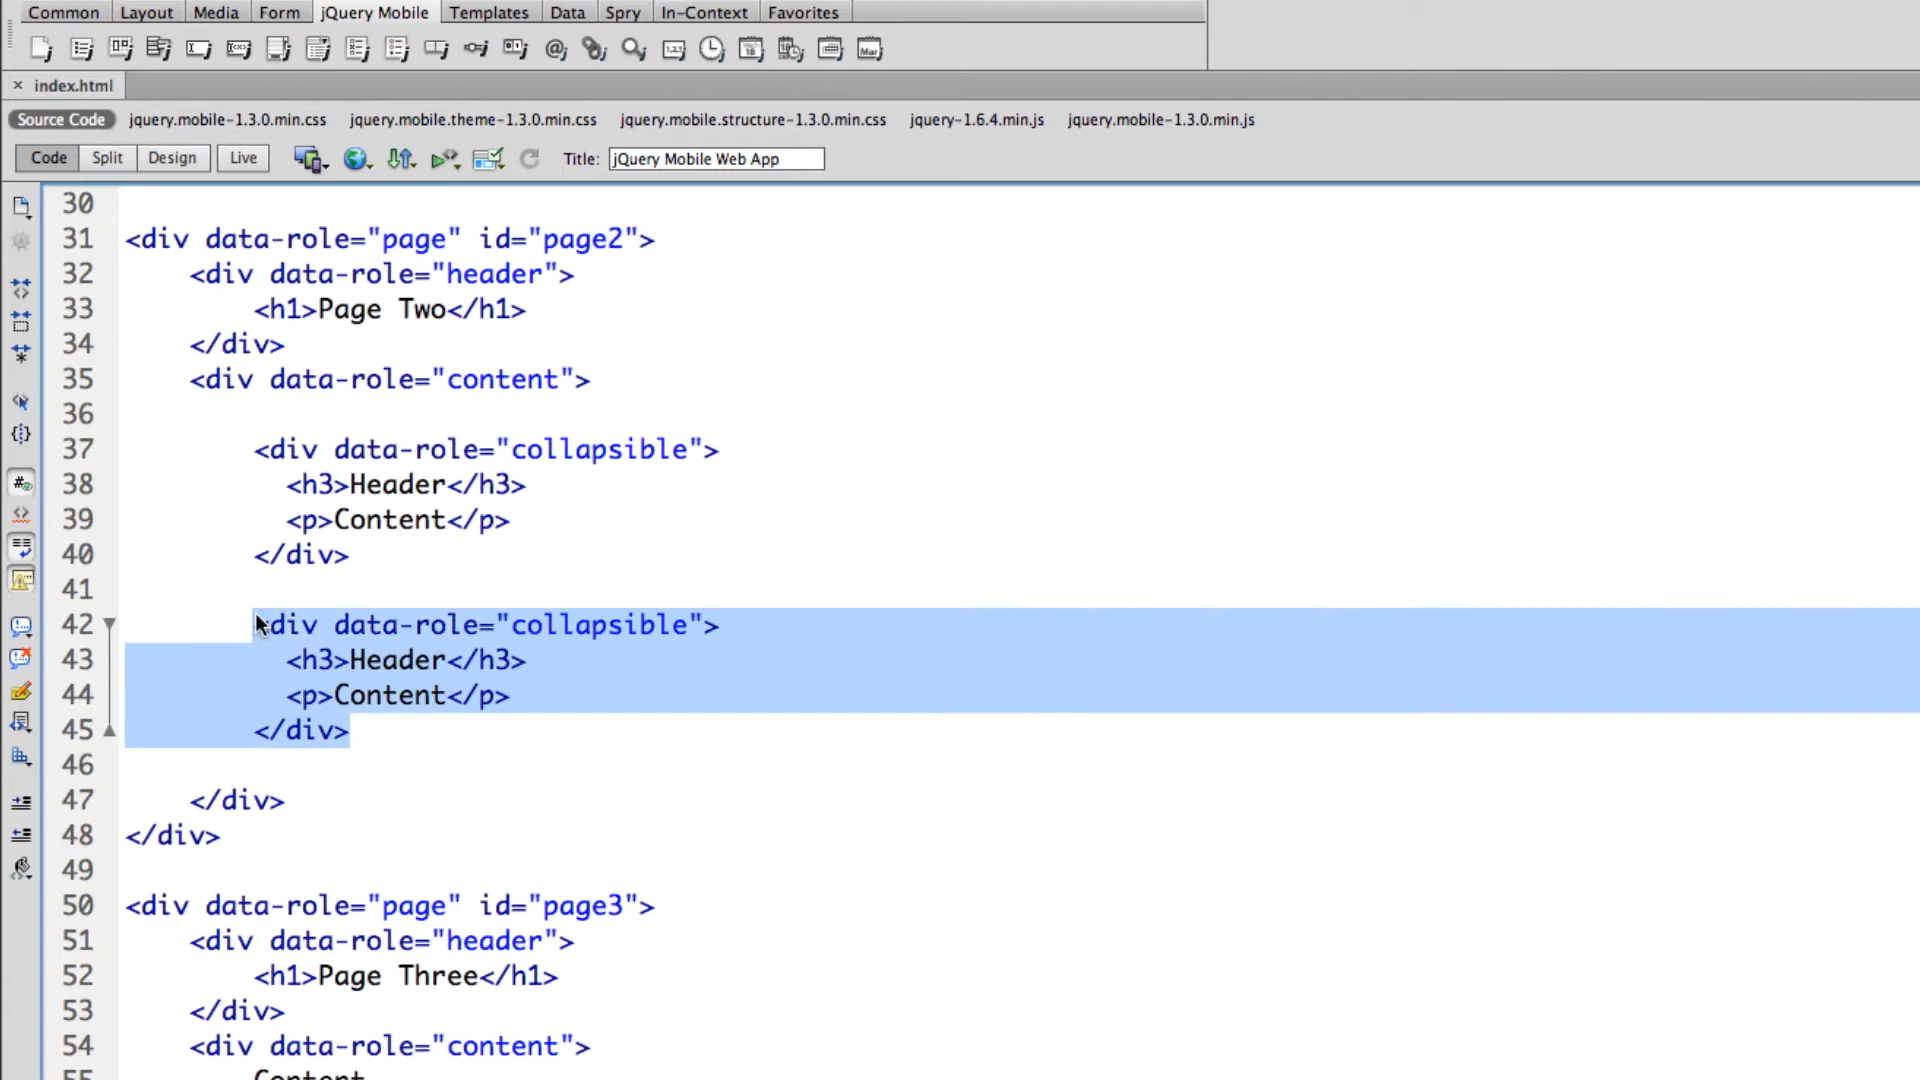 Common Layout Media Form jQuery Mobile Templates Data Spry In-Context Favorites
× index.html
Source Code jquery.mobile-1.3.0.min.css jquery.mobile.theme-1.3.0.min.css jquery.mobile.structure-1.3.0.min.css jquery-1.6.4.min.js jquery.mobile-1.3.0.min.js
Code Split Design Live Title: jQuery Mobile Web App
30
31 <div data-role="page" id="page2">
32 <div data-role="header">
33 <h1>Page Two</h1>
34 </div>
35 <div data-role="content">
36
37 <div data-role="collapsible">
38 <h3>Header</h3>
39 <p>Content</p>
40 </div>
41
42 <div data-role="collapsible">
43 <h3>Header</h3>
44 <p>Content</p>
45 </div>
46
47 </div>
48 </div>
49
50 <div data-role="page" id="page3">
51 <div data-role="header">
52 <h1>Page Three</h1>
53 </div>
54 <div data-role="content">
55 Content